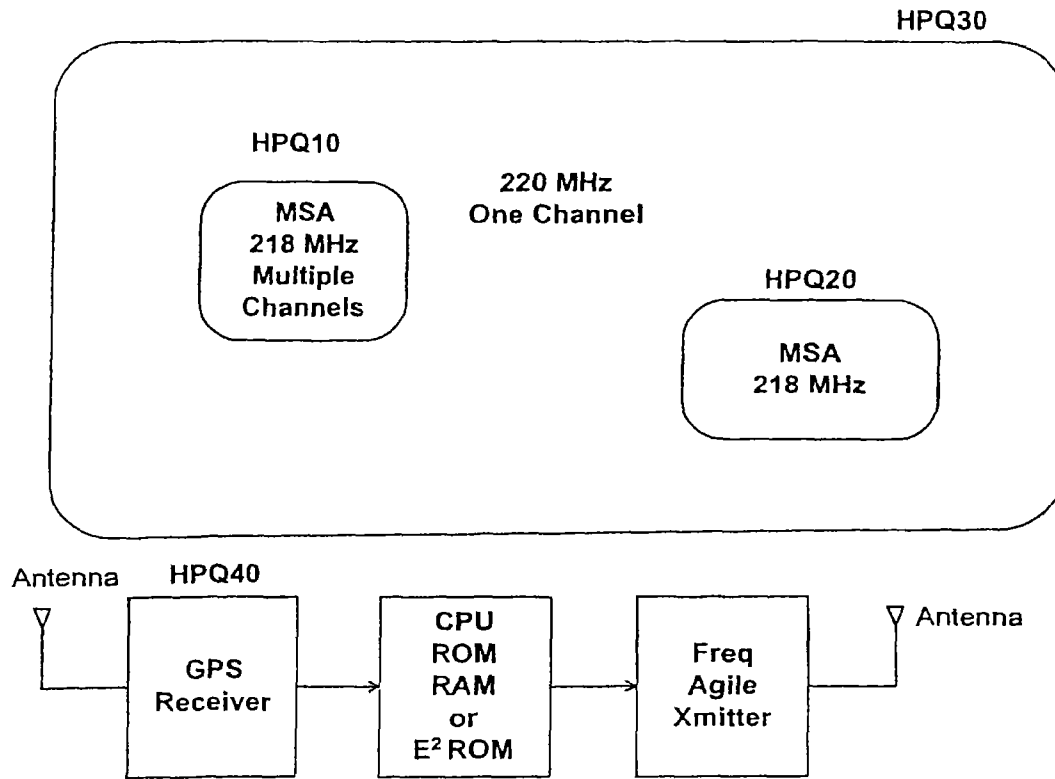 HPQ30
HPQ10
MSA
218 MHz
Multiple
Channels
220 MHz
One Channel
HPQ20
MSA
218 MHz
Antenna
HPQ40
GPS
Receiver
CPU
ROM
RAM
or
E² ROM
Freq
Agile
Xmitter
Antenna